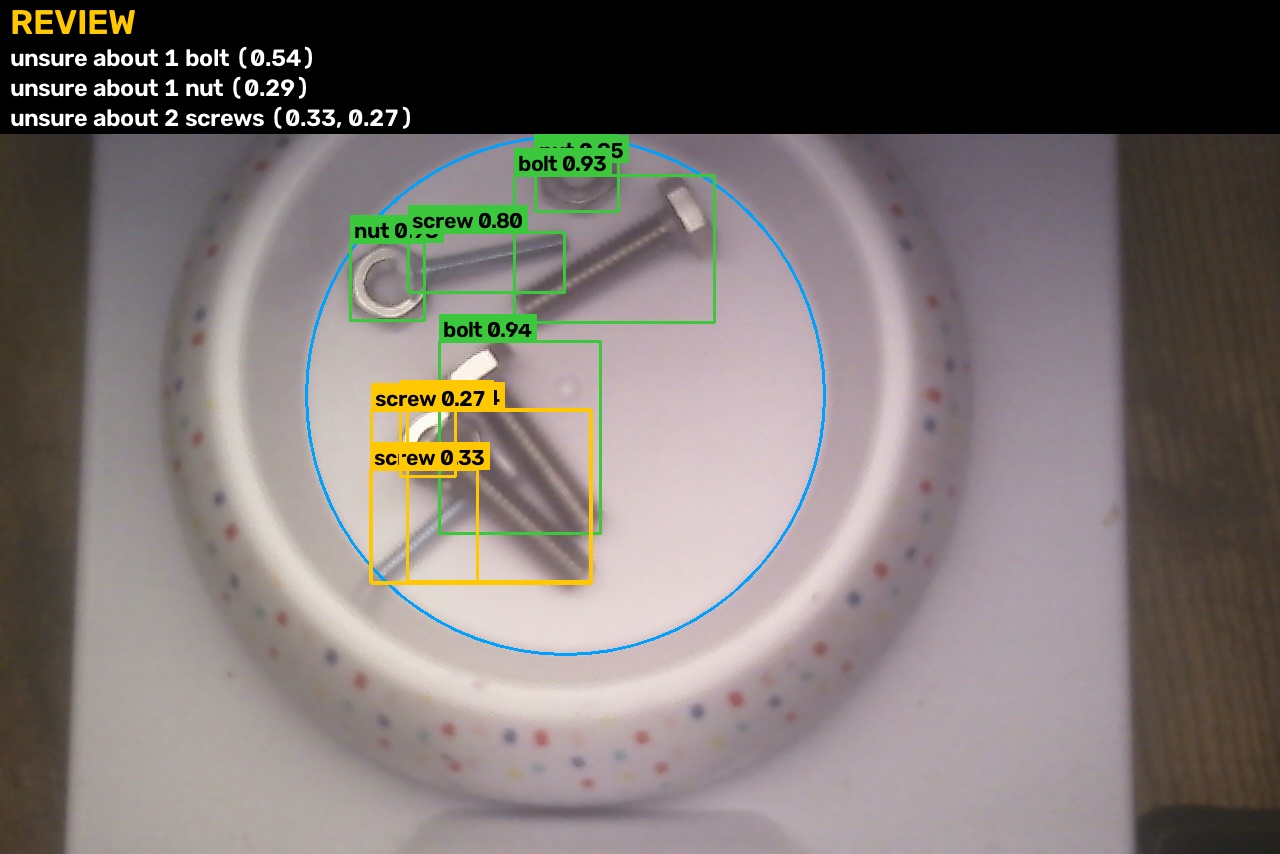 REVIEW
unsure about 1 bolt (0.54)
unsure about 1 nut (0.29)
unsure about 2 screws (0.33, 0.27)
bolt 0.93
screw 0.80
nut
bolt 0.94
screw 0.27
screw 0.33